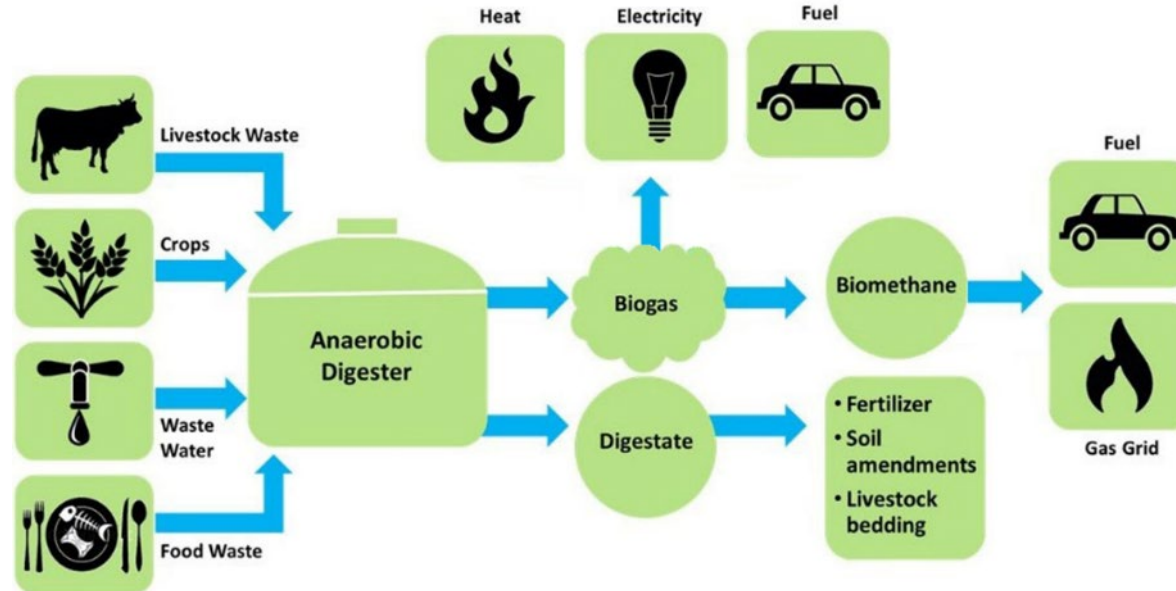 Heat
Electricity
Fuel
Livestock Waste
Crops
Waste
Water
Food Waste
Anaerobic
Digester
Biogas
Digestate
Biomethane
• Fertilizer
• Soil
amendments
• Livestock
bedding
Fuel
Gas Grid